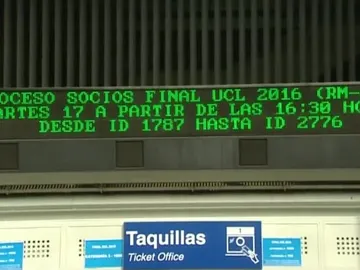 OCESO SOCIOS FINAL UCL 2016 (RM-
ARTES 17 A PARTIR DE LAS 16:30 HO
DESDE ID 1787 HASTA ID 2776
Taquillas
Ticket Office